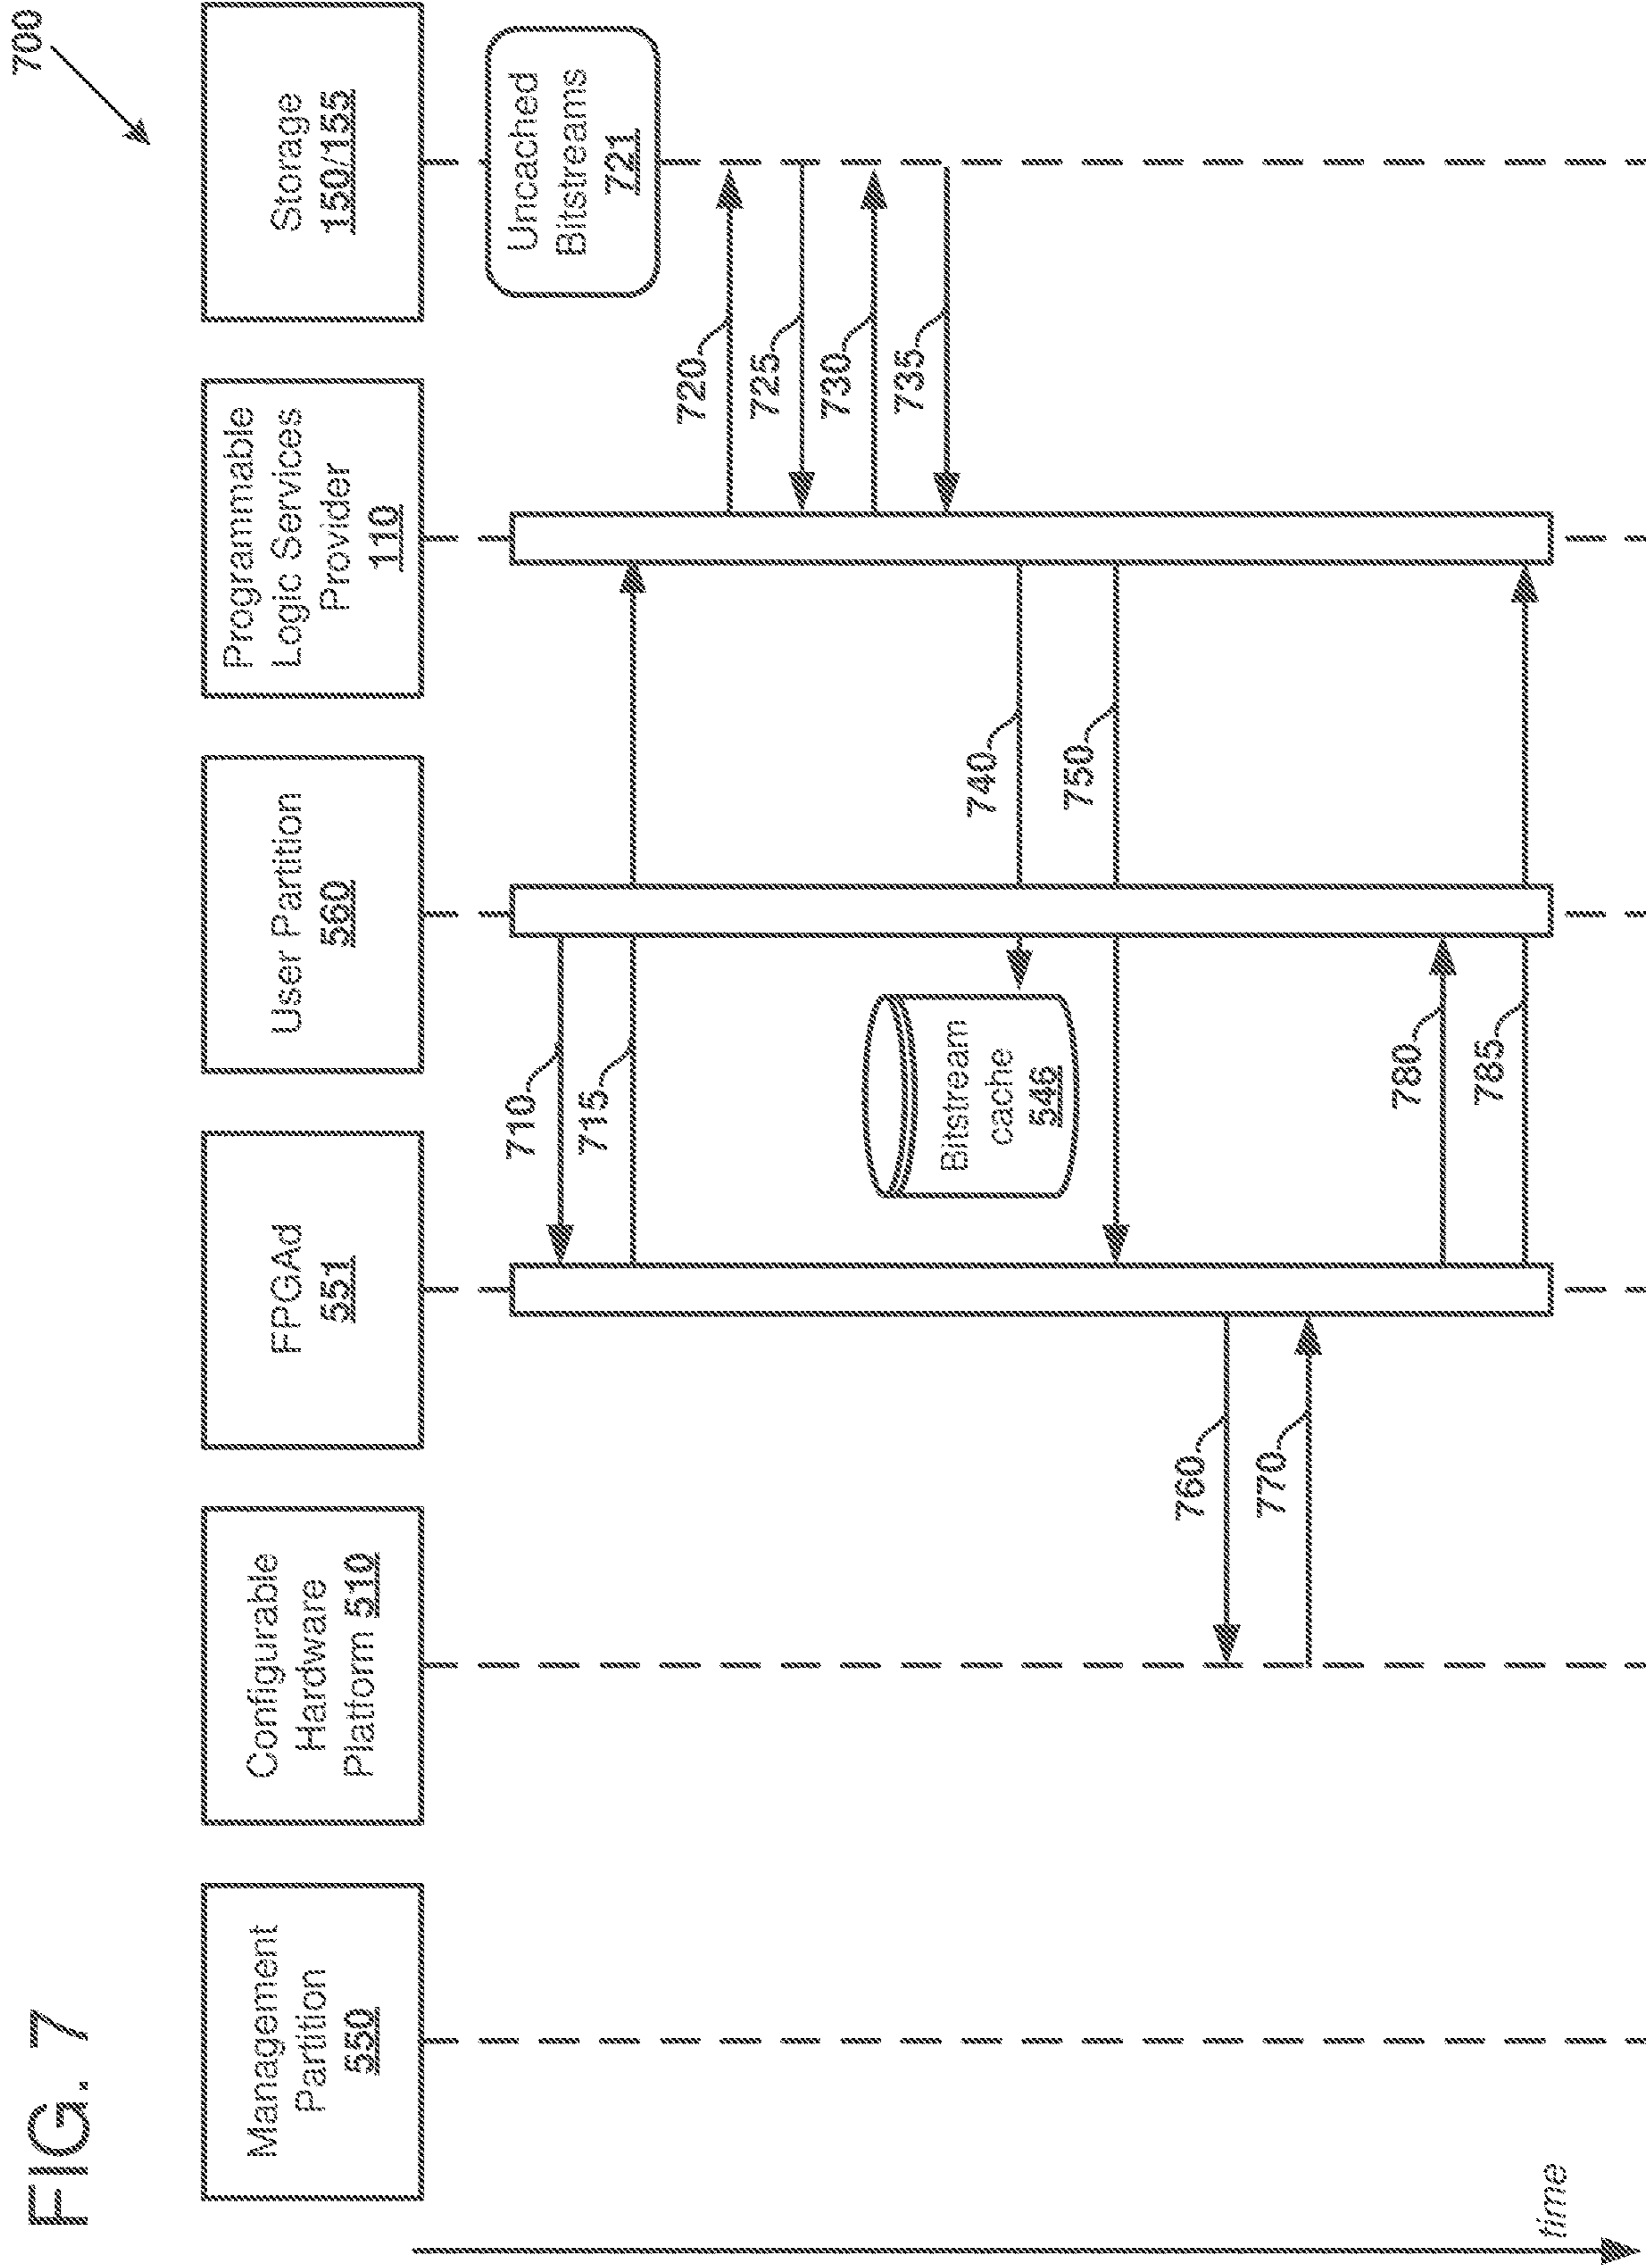 FIG. 7
700
Management
Partition
550
Configurable
Hardware
Platform 510
FPGAd
551
User Partition
560
Programmable
Logic Services
Provider
110
Storage
150/155
Uncached
Bitstreams
721
710
715
720
725
730
735
740
Bitstream
cache
546
750
760
770
780
785
time